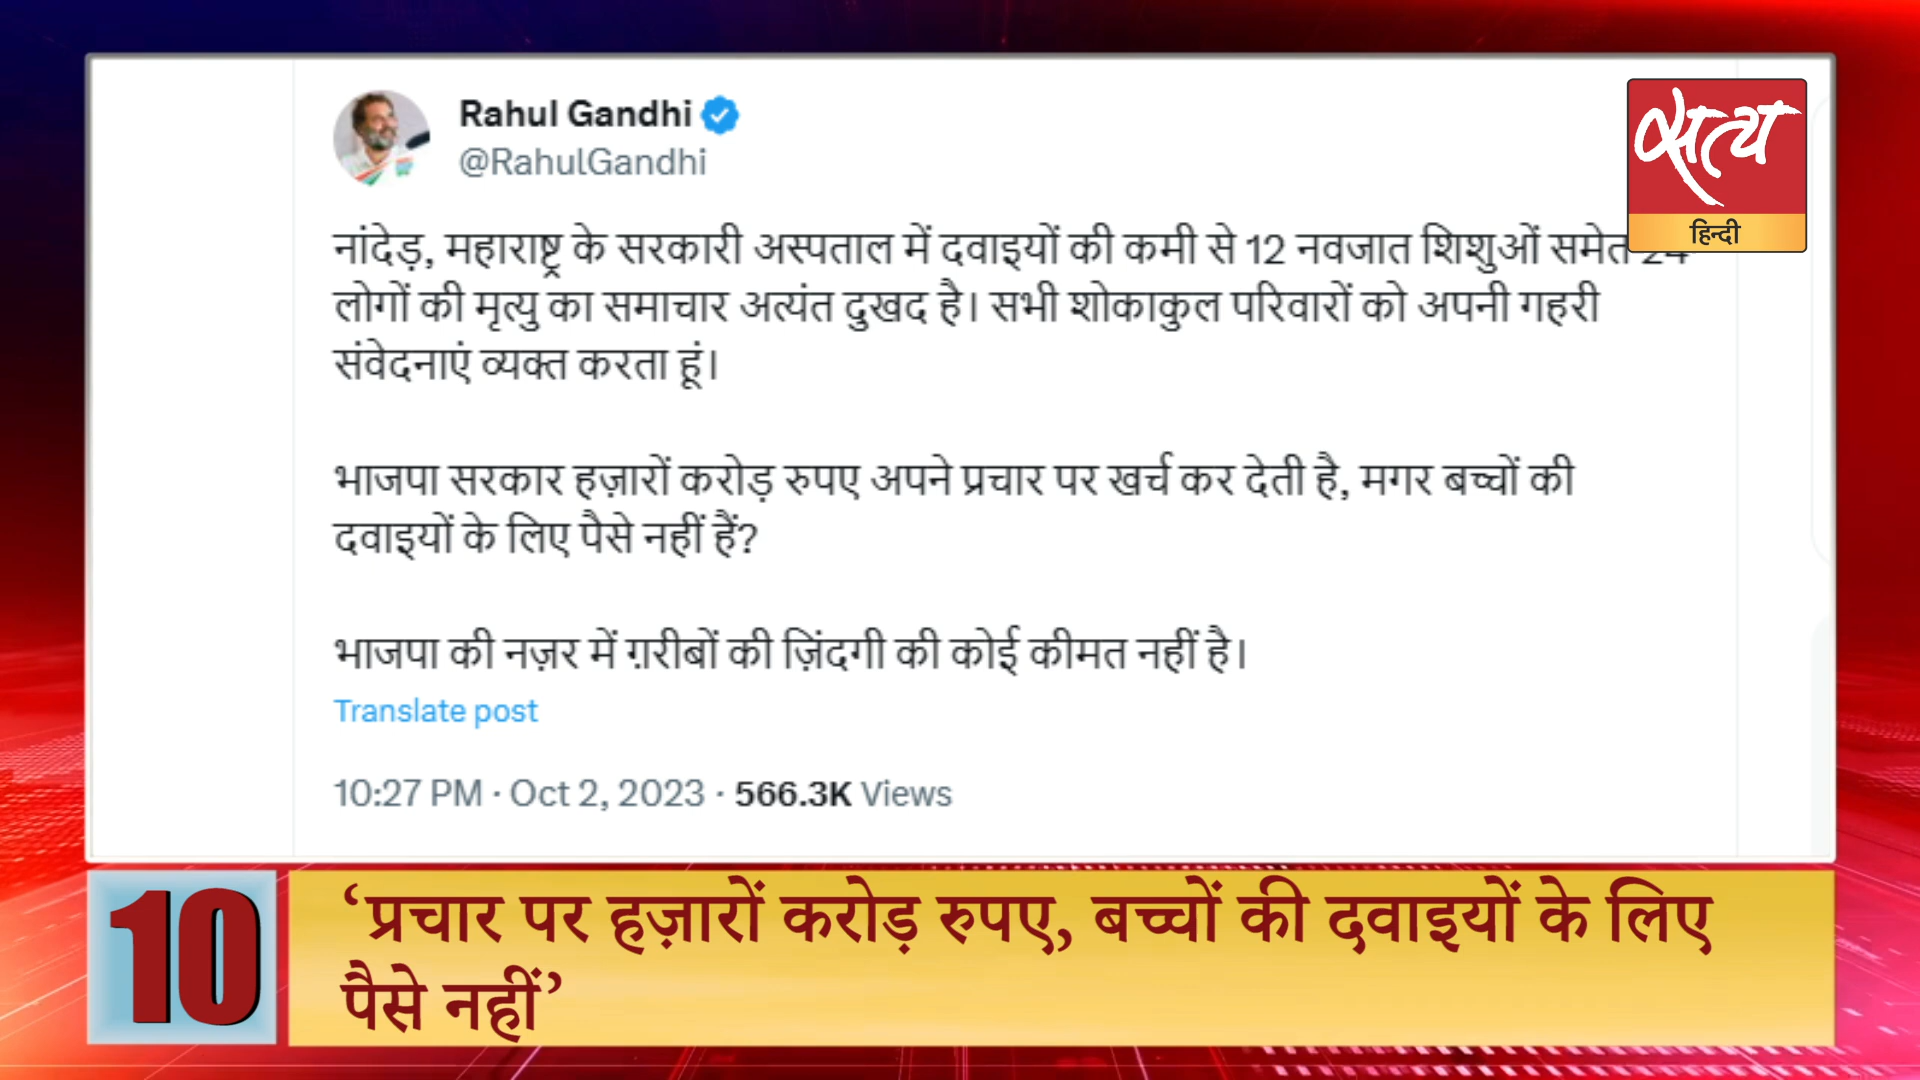 Rahul Gandhi
@RahulGandhi
सत्य
हिन्दी
नांदेड़, महाराष्ट्र के सरकारी अस्पताल में दवाइयों की कमी से 12 नवजात शिशुओं समेत
लोगों की मृत्यु का समाचार अत्यंत दुखद है। सभी शोकाकुल परिवारों को अपनी गहरी
संवेदनाएं व्यक्त करता हूं।
भाजपा सरकार हज़ारों करोड़ रुपए अपने प्रचार पर खर्च कर देती है, मगर बच्चों की
दवाइयों के लिए पैसे नहीं हैं?
भाजपा की नज़र में ग़रीबों की ज़िंदगी की कोई कीमत नहीं है।
Translate post
10:27 PM · Oct 2, 2023 · 566.3K Views
10
‘प्रचार पर हज़ारों करोड़ रुपए, बच्चों की दवाइयों के लिए
पैसे नहीं’